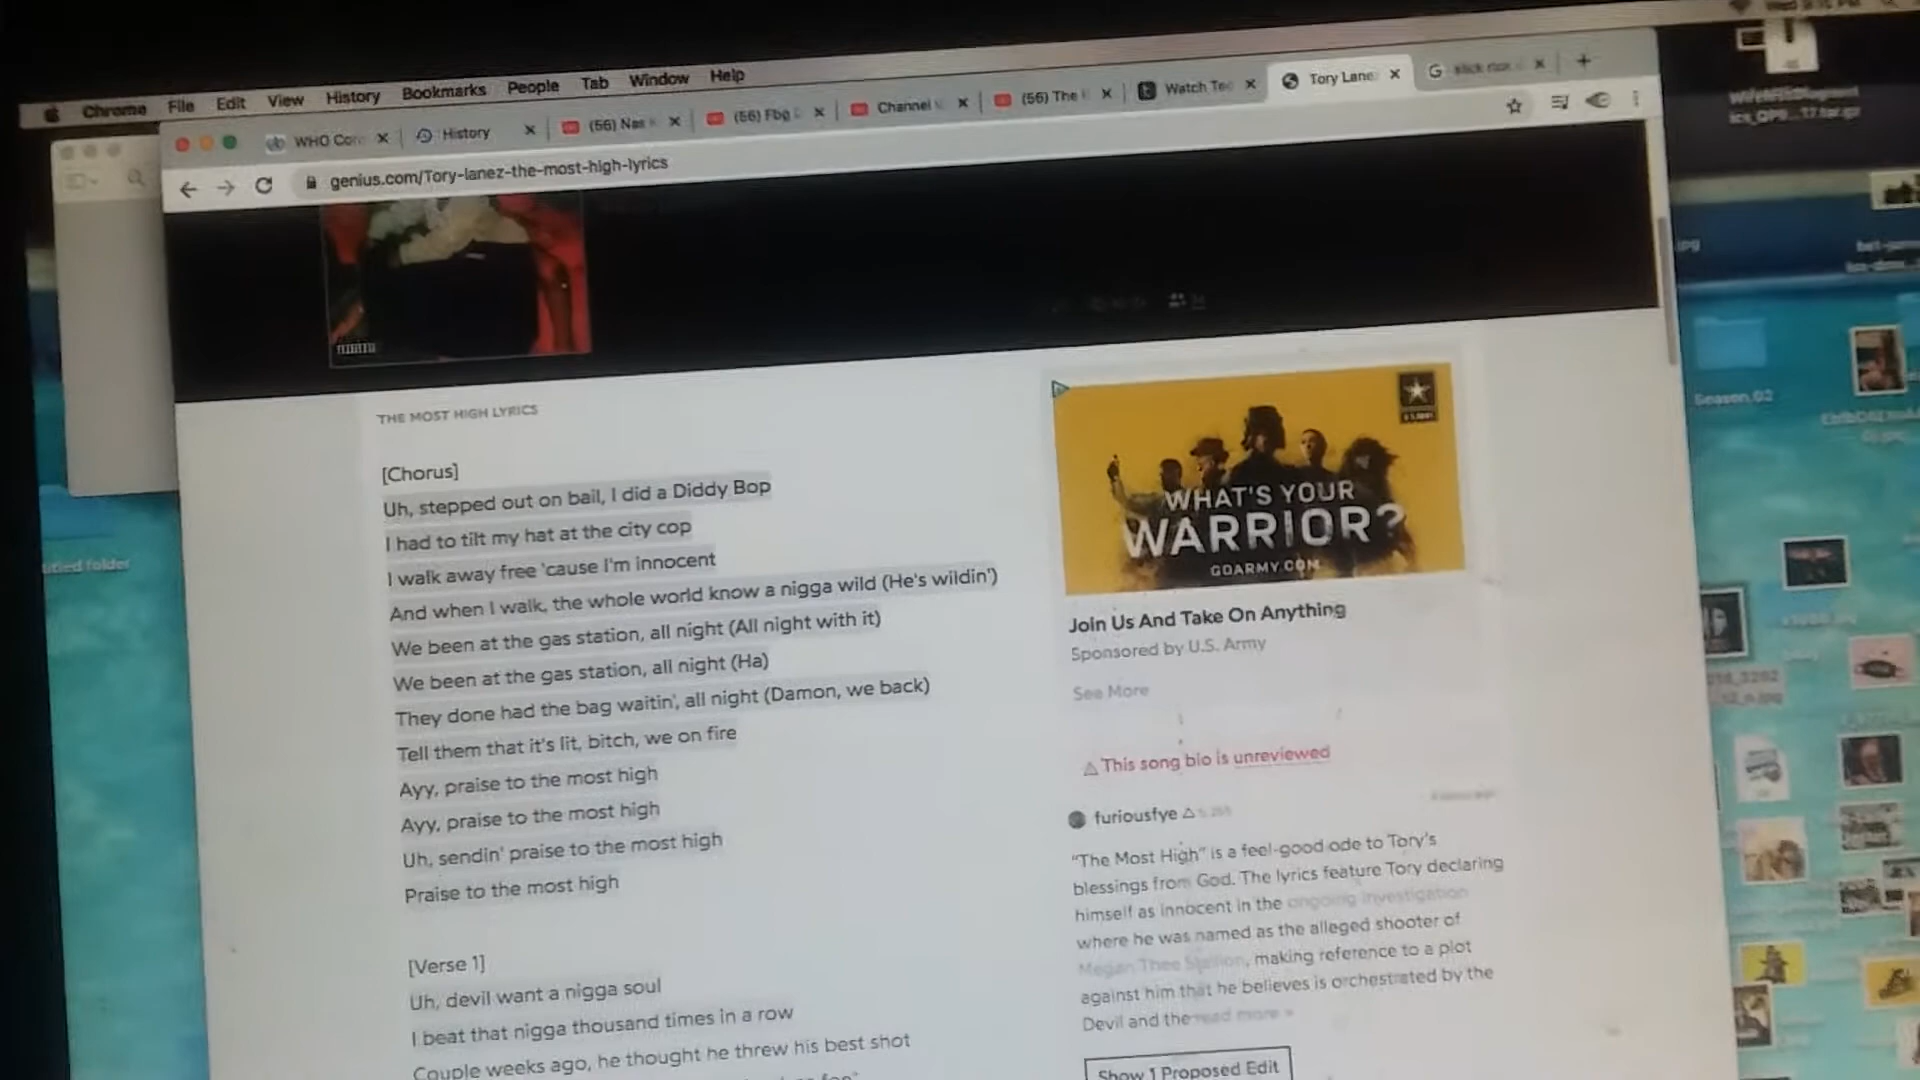 Chrome File Edit View History Bookmarks People Tab Window Help
WHO Con
History
(56) Nas
(56) Fbg
Channel
(56) The
Watch Te
Tory Lane
genius.com/Tory-lanez-the-most-high-lyrics
THE MOST HIGH LYRICS
[Chorus]
Uh, stepped out on bail, I did a Diddy Bop
I had to tilt my hat at the city cop
I walk away free 'cause I'm innocent
And when I walk, the whole world know a nigga wild (He's wildin')
We been at the gas station, all night (All night with it)
We been at the gas station, all night (Ha)
They done had the bag waitin', all night (Damon, we back)
Tell them that it's lit, bitch, we on fire
Ayy, praise to the most high
Ayy, praise to the most high
Uh, sendin' praise to the most high
Praise to the most high
[Verse 1]
Uh, devil want a nigga soul
I beat that nigga thousand times in a row
Couple weeks ago, he thought he threw his best shot
WHAT'S YOUR
WARRIOR?
GOARMY.COM
Join Us And Take On Anything
Sponsored by U.S. Army
See More
This song bio is unreviewed
furiousfye
"The Most High" is a feel-good ode to Tory's
blessings from God. The lyrics feature Tory declaring
himself as innocent in the ongoing investigation
where he was named as the alleged shooter of
Megan Thee Stallion, making reference to a plot
against him that he believes is orchestrated by the
Devil and the read more »
Show 1 Proposed Edit
Season.02
utled folder